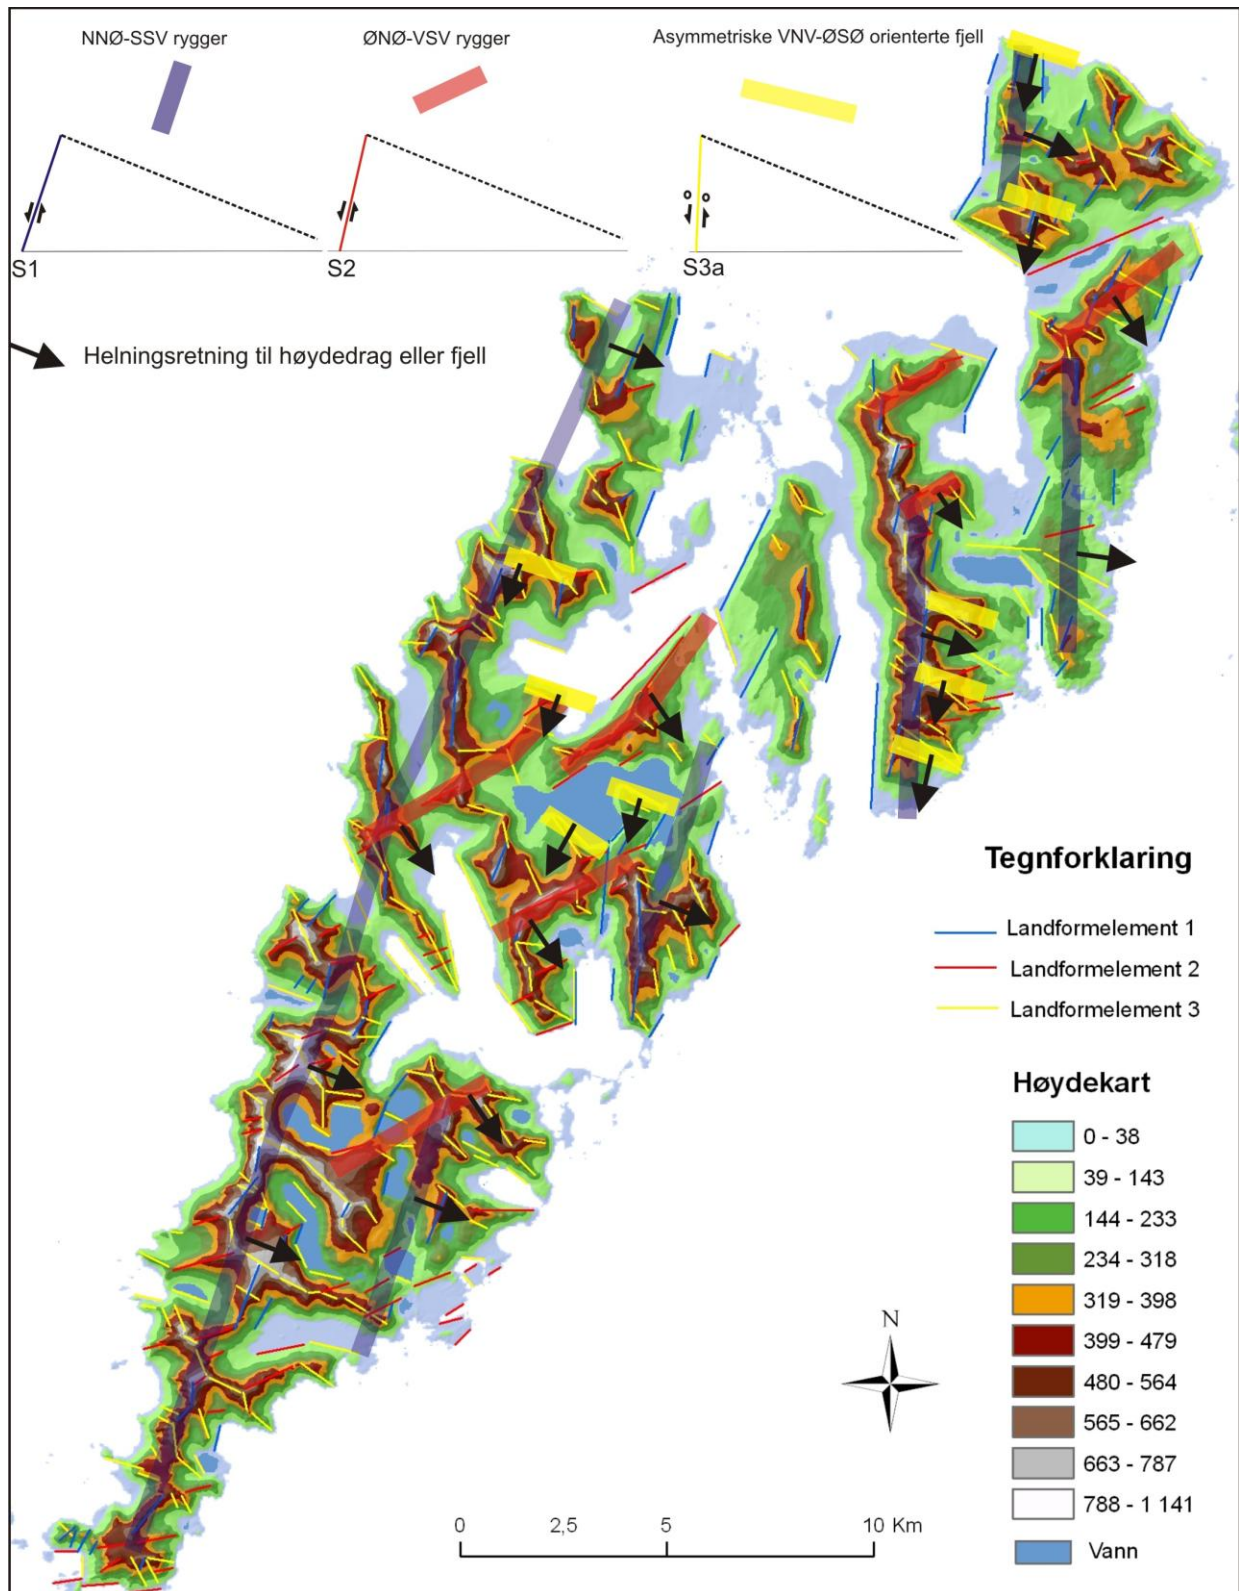 NNØ-SSV rygger
ØNØ-VSV rygger
Asymmetriske VNV-ØSØ orienterte fjell
S1
S2
S3a
Helningsretning til høydedrag eller fjell
Tegnforklaring
Landformelement 1
Landformelement 2
Landformelement 3
Høydekart
0 - 38
39 - 143
144 - 233
234 - 318
319 - 398
399 - 479
480 - 564
565 - 662
663 - 787
788 - 1 141
Vann
N
0 2,5 5 10 Km